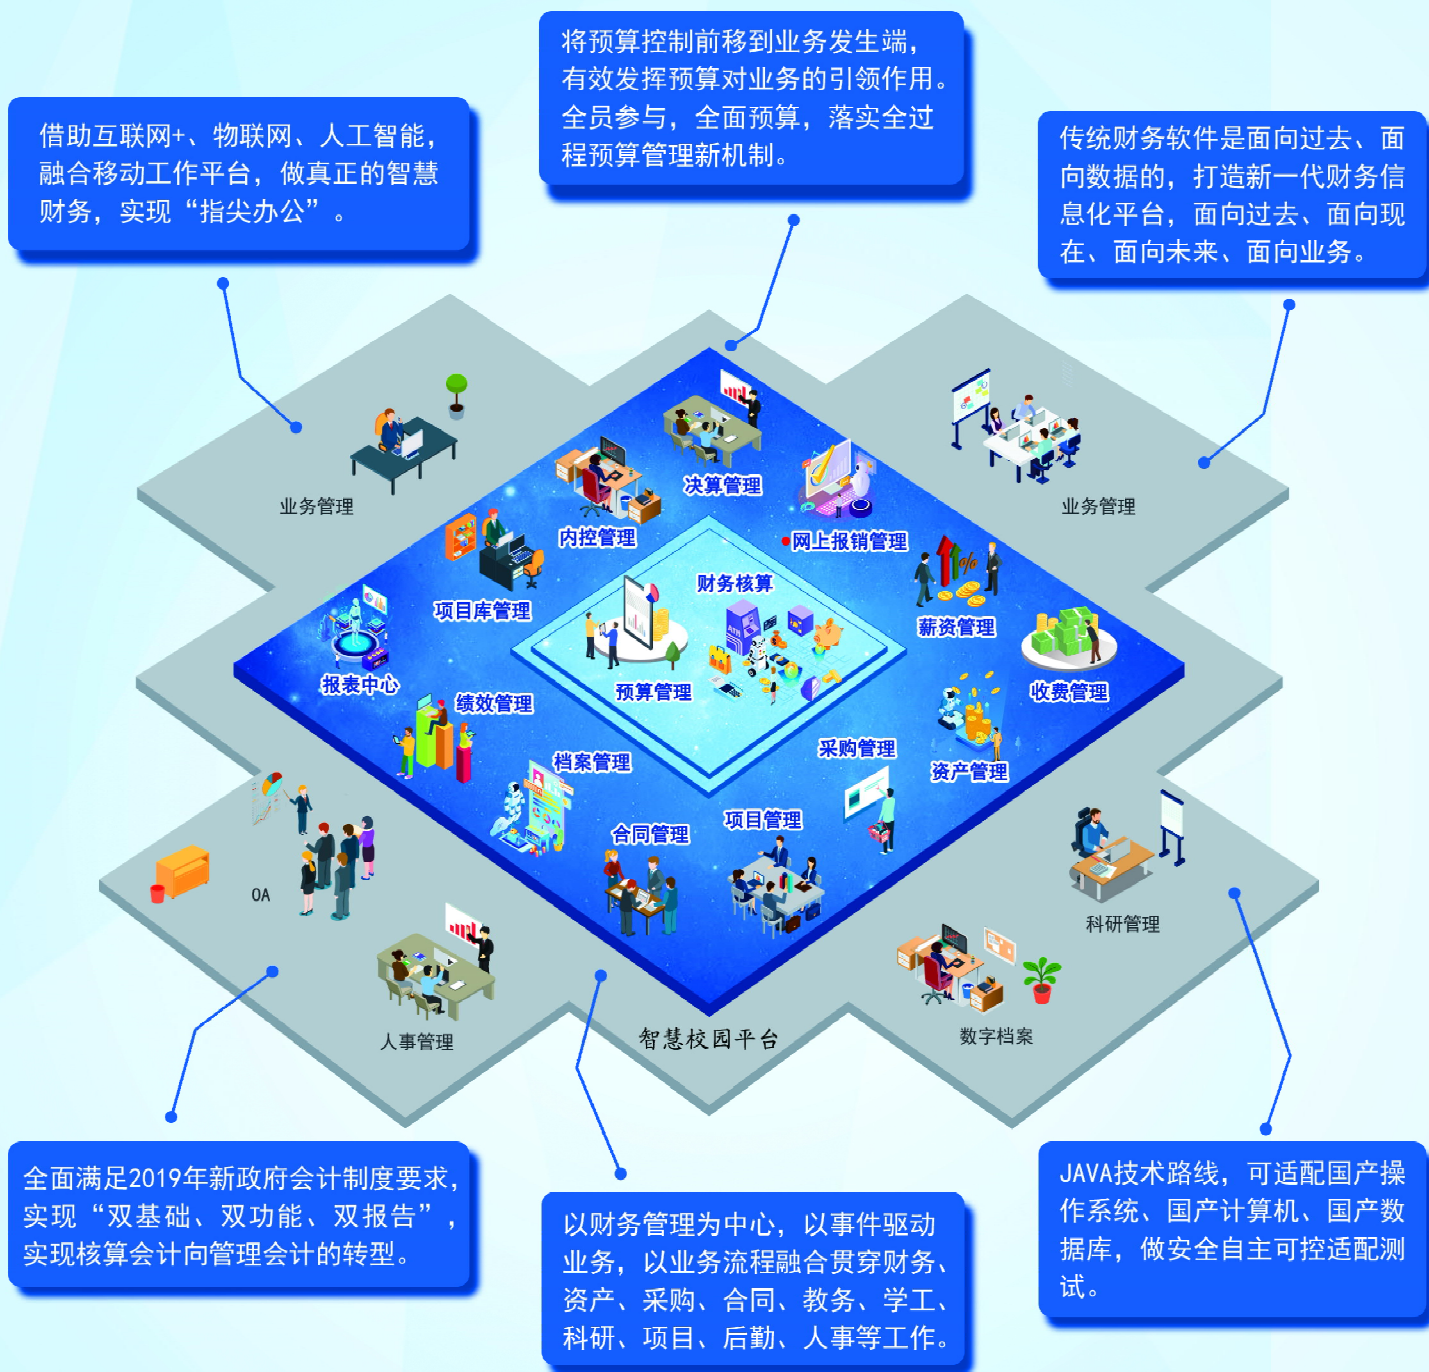 将预算控制前移到业务发生端，
有效发挥预算对业务的引领作用。
全员参与，全面预算，落实全过
程预算管理新机制。
借助互联网+、物联网、人工智能，
融合移动工作平台，做真正的智慧
财务，实现“指尖办公”。
传统财务软件是面向过去、面
向数据的，打造新一代财务信
息化平台，面向过去、面向现
在、面向未来、面向业务。
业务管理
业务管理
决算管理
内控管理
网上报销管理
项目库管理
财务核算
薪资管理
报表中心
绩效管理
预算管理
收费管理
档案管理
采购管理
资产管理
合同管理
项目管理
OA
科研管理
人事管理
智慧校园平台
数字档案
ATM
全面满足2019年新政府会计制度要求，
实现“双基础、双功能、双报告”，
实现核算会计向管理会计的转型。
以财务管理为中心，以事件驱动
业务，以业务流程融合贯穿财务、
资产、采购、合同、教务、学工、
科研、项目、后勤、人事等工作。
JAVA技术路线，可适配国产操
作系统、国产计算机、国产数
据库，做安全自主可控适配测
试。